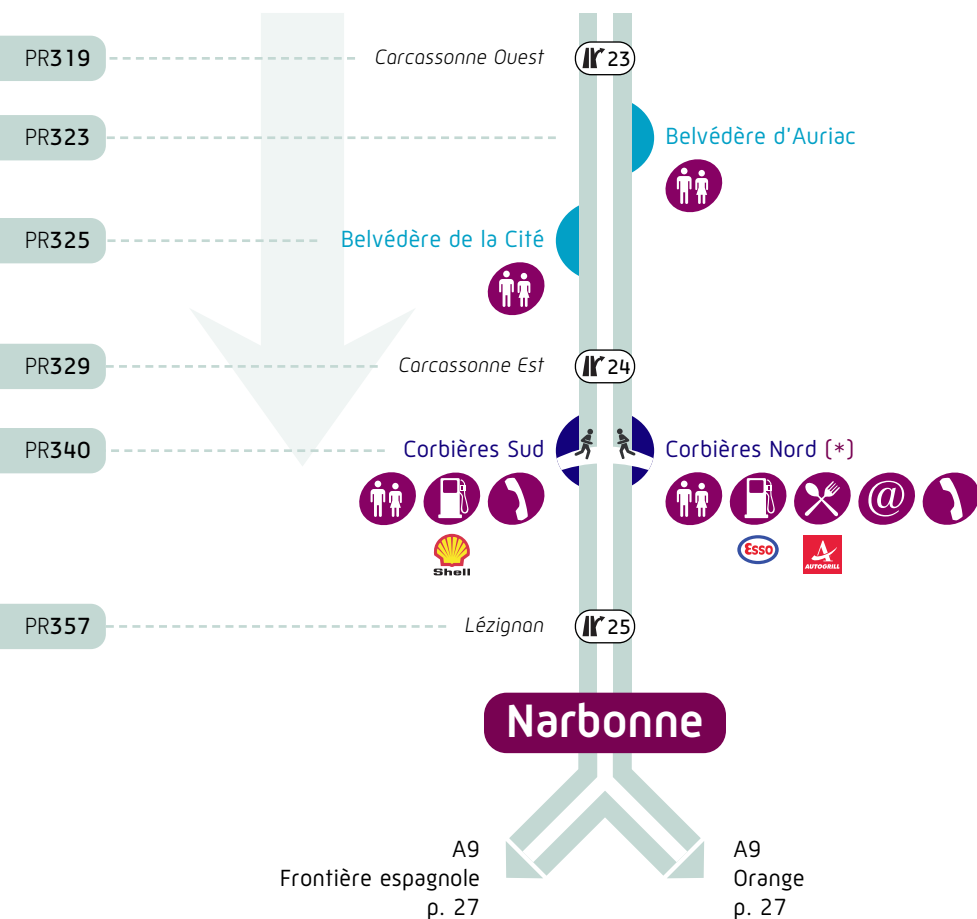 PR319
Carcassonne Ouest
23
PR323
Belvédère d'Auriac
PR325
Belvédère de la Cité
PR329
Carcassonne Est
24
PR340
Corbières Sud
Corbières Nord (*)
@
Shell
Esso
AUTOGRILL
PR357
Lézignan
25
Narbonne
A9
Frontière espagnole
p. 27
A9
Orange
p. 27